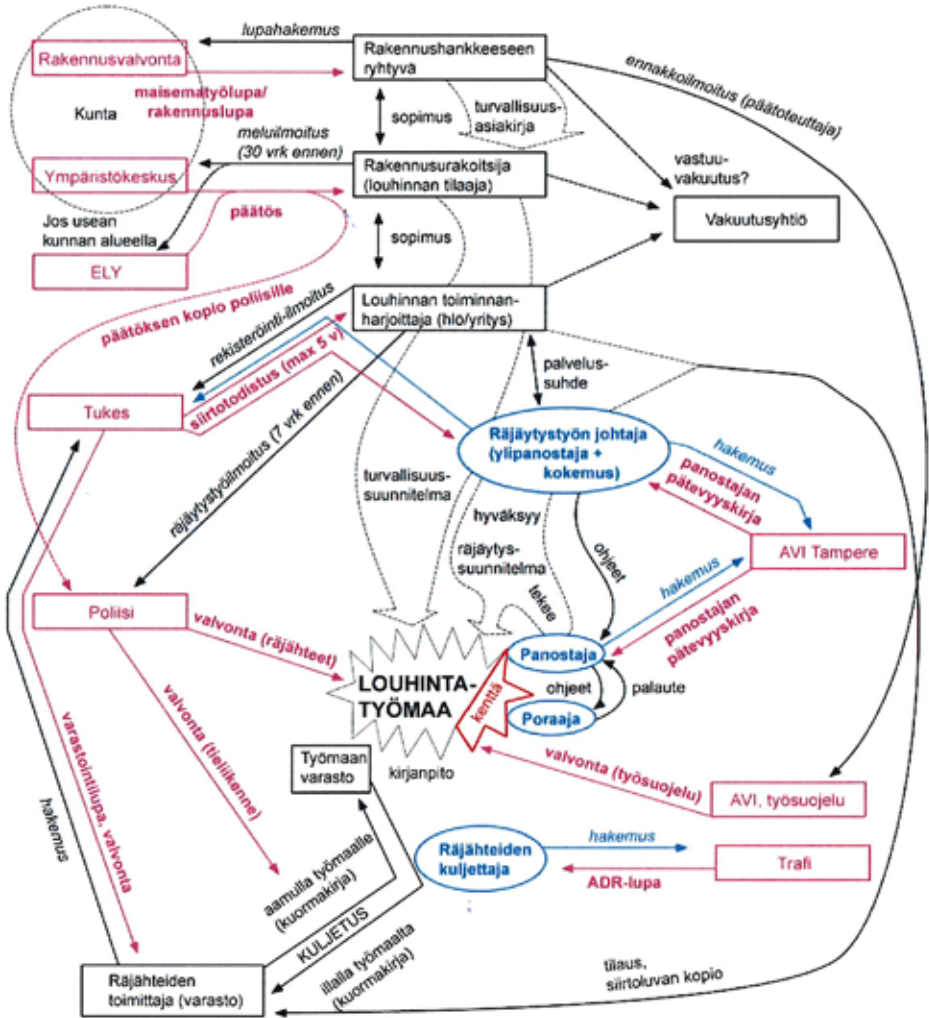 lupahakemus
Rakennusvalvonta
Rakennushankkeeseen
ryhtyvä
ennakkoilmoitus (päätoteuttaja)
maisematyölupa/
rakennuslupa
Kunta
sopimus
turvallisuus-
asiakirja
meluilmoitus
(30 vrk ennen)
Ympäristökeskus
Rakennusurakoitsija
(louhinnan tilaaja)
vastuu-
vakuutus?
Vakuutusyhtiö
päätös
Jos usean
kunnan alueella
sopimus
ELY
päätöksen kopio poliisille
rekisteröinti-ilmoitus
Louhinnan toiminnan-
harjoittaja (hlö/yritys)
siirtotodistus (max 5 v)
palvelus-
suhde
Tukes
räjäytystyöilmoitus (7 vrk ennen)
Räjäytystyön johtaja
(ylipanostaja +
kokemus)
hakemus
panostajan
pätevyyskirja
turvallisuus-
suunnitelma
hyväksyy
räjäytys-
suunnitelma
ohjeet
AVI Tampere
tekee
hakemus
panostajan
pätevyyskirja
Poliisi
valvonta (räjähteet)
Panostaja
LOUHINTA-
TYÖMAA
kenttä
ohjeet
palaute
Poraaja
kirjanpito
valvonta (työsuojelu)
AVI, työsuojelu
Työmaan
varasto
valvonta (tieliikenne)
varastointilupa, valvonta
hakemus
Räjähteiden
kuljettaja
hakemus
ADR-lupa
Trafi
aamulla työmaalle
(kuormakirja)
KULJETUS
illalla työmaalta
(kuormakirja)
Räjähteiden
toimittaja (varasto)
tilaus,
siirtoluvan kopio